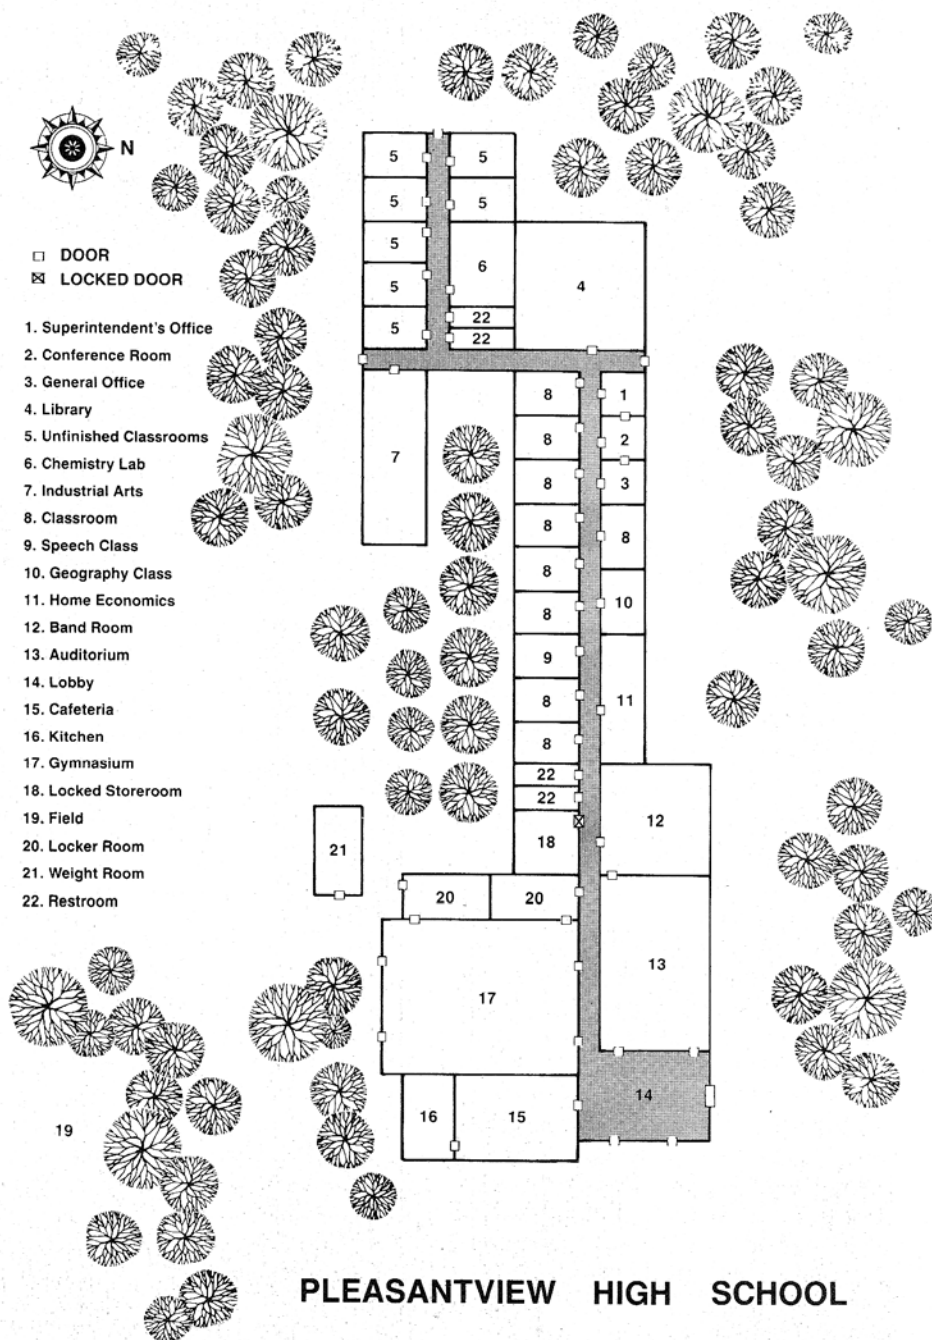 N
DOOR
LOCKED DOOR
1. Superintendent's Office
2. Conference Room
3. General Office
4. Library
5. Unfinished Classrooms
6. Chemistry Lab
7. Industrial Arts
8. Classroom
9. Speech Class
10. Geography Class
11. Home Economics
12. Band Room
13. Auditorium
14. Lobby
15. Cafeteria
16. Kitchen
17. Gymnasium
18. Locked Storeroom
19. Field
20. Locker Room
21. Weight Room
22. Restroom
5 5
5 5
5 6 4
5 22
5 22
8 1
8 2
7 8 3
8 8
8
8 10
9
8 11
8
22
22 12
21 18
20 20
17 13
14
16 15
19
PLEASANTVIEW HIGH SCHOOL